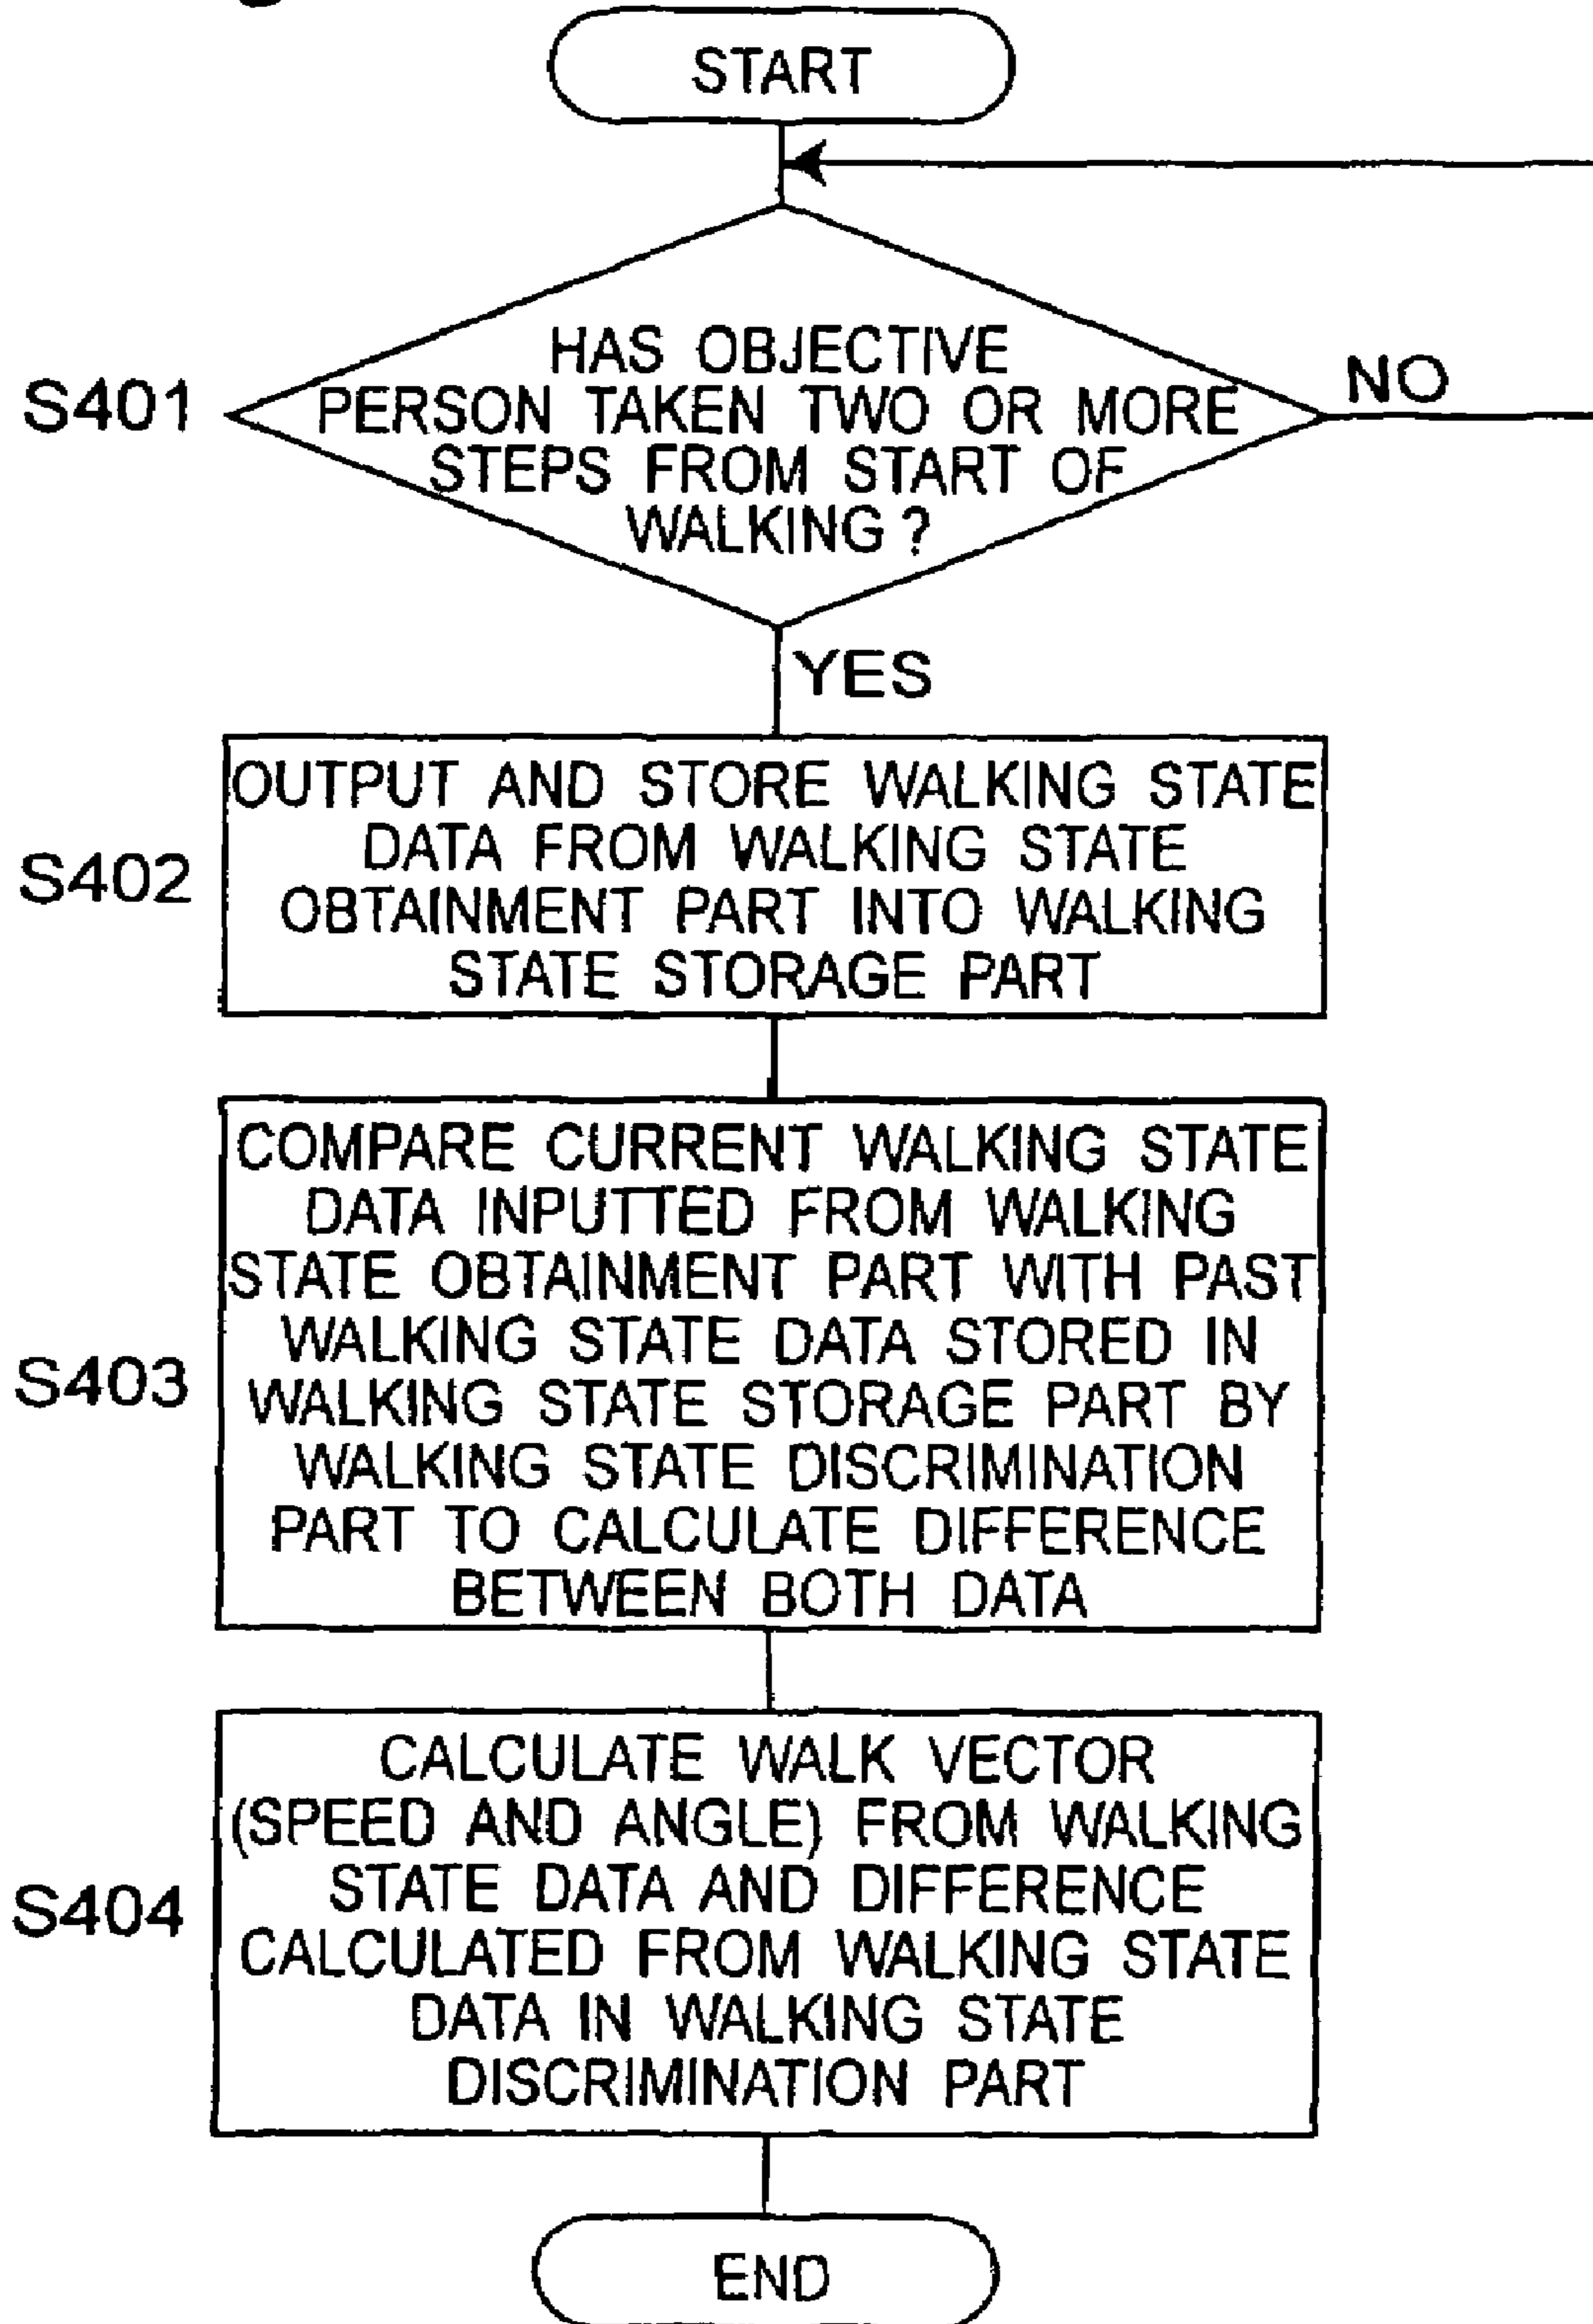 START
S401
HAS OBJECTIVE
PERSON TAKEN TWO OR MORE
STEPS FROM START OF
WALKING ?
NO
YES
S402
OUTPUT AND STORE WALKING STATE
DATA FROM WALKING STATE
OBTAINMENT PART INTO WALKING
STATE STORAGE PART
S403
COMPARE CURRENT WALKING STATE
DATA INPUTTED FROM WALKING
STATE OBTAINMENT PART WITH PAST
WALKING STATE DATA STORED IN
WALKING STATE STORAGE PART BY
WALKING STATE DISCRIMINATION
PART TO CALCULATE DIFFERENCE
BETWEEN BOTH DATA
S404
CALCULATE WALK VECTOR
(SPEED AND ANGLE) FROM WALKING
STATE DATA AND DIFFERENCE
CALCULATED FROM WALKING STATE
DATA IN WALKING STATE
DISCRIMINATION PART
END